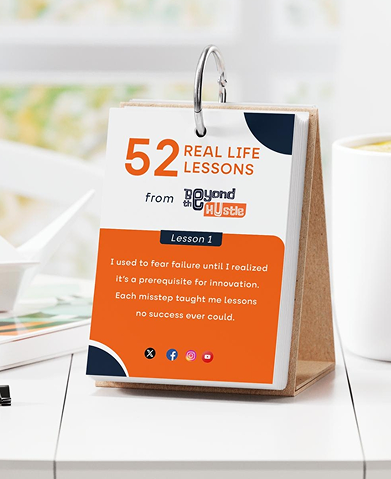 52 REAL LIFE
LESSONS
from Beyond
the Hustle
Lesson 1
I used to fear failure until I realized
it's a prerequisite for innovation.
Each misstep taught me lessons
no success ever could.